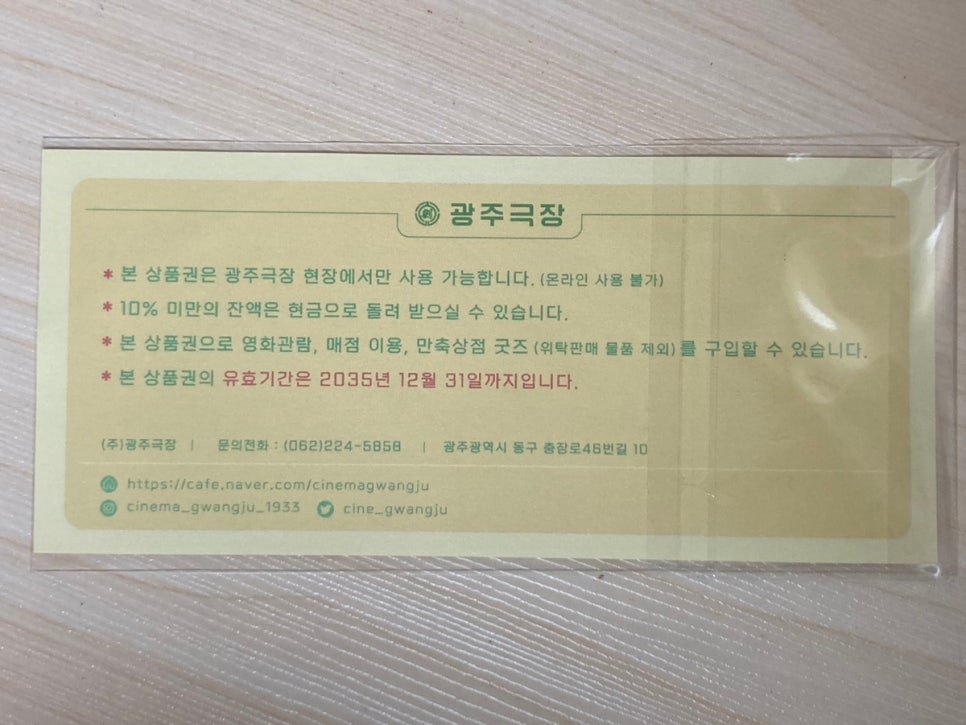 劇 광주극장
* 본 상품권은 광주극장 현장에서만 사용 가능합니다. (온라인 사용 불가)
* 10% 미만의 잔액은 현금으로 돌려 받으실 수 있습니다.
* 본 상품권으로 영화관람, 매점 이용, 만축상점 굿즈 (위탁판매 물품 제외)를 구입할 수 있습니다.
* 본 상품권의 유효기간은 2035년 12월 31일까지입니다.
(주)광주극장 | 문의전화 : (062)224-5858 | 광주광역시 동구 충장로46번길 10
https://cafe.naver.com/cinemagwangju
cinema_gwangju_1933 cine_gwangju